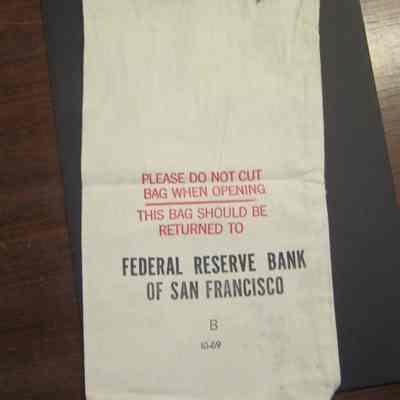 PLEASE DO NOT CUT
BAG WHEN OPENING
THIS BAG SHOULD BE
RETURNED TO
FEDERAL RESERVE BANK
OF SAN FRANCISCO
B
10-69